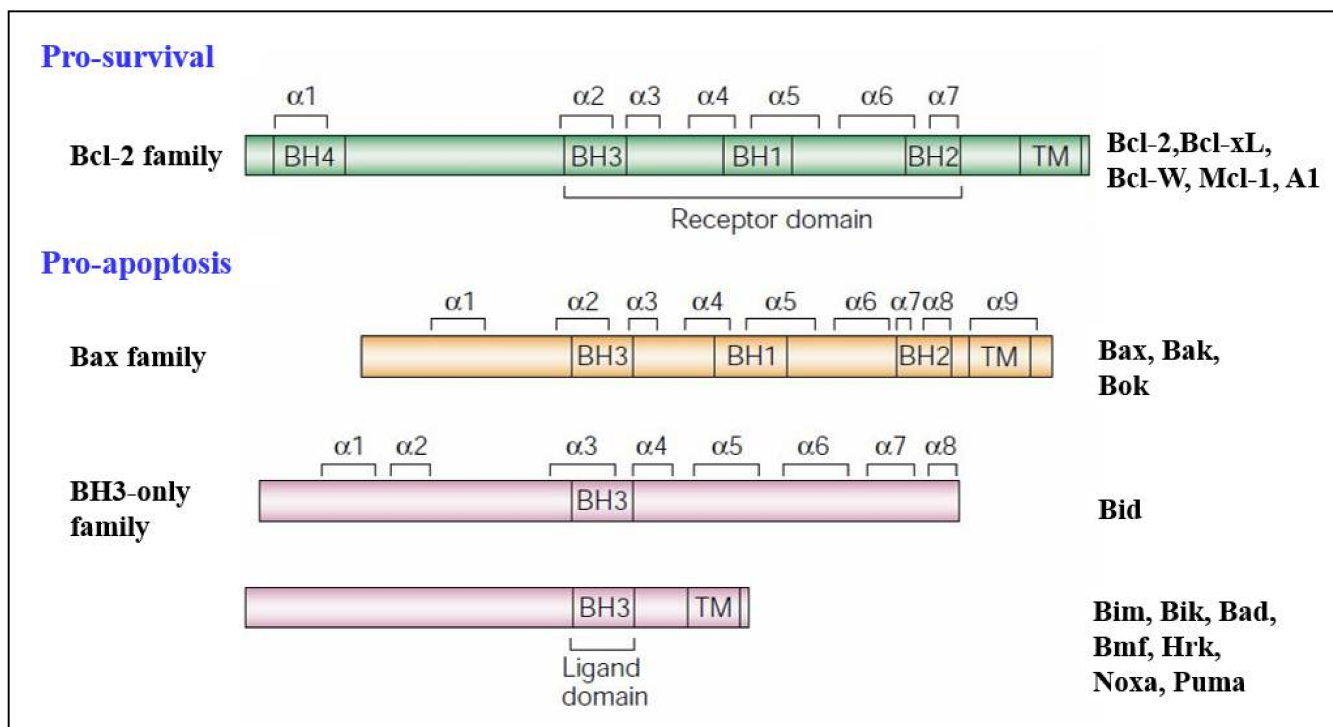 Pro-survival
α1 α2 α3 α4 α5 α6 α7
Bcl-2 family
BH4 BH3 BH1 BH2 TM
Bcl-2,Bcl-xL,
Bcl-W, Mcl-1, A1
Receptor domain
Pro-apoptosis
α1 α2 α3 α4 α5 α6 α7 α8 α9
Bax family
BH3 BH1 BH2 TM
Bax, Bak,
Bok
α1 α2 α3 α4 α5 α6 α7 α8
BH3-only
family
BH3
Bid
BH3 TM
Bim, Bik, Bad,
Bmf, Hrk,
Noxa, Puma
Ligand
domain